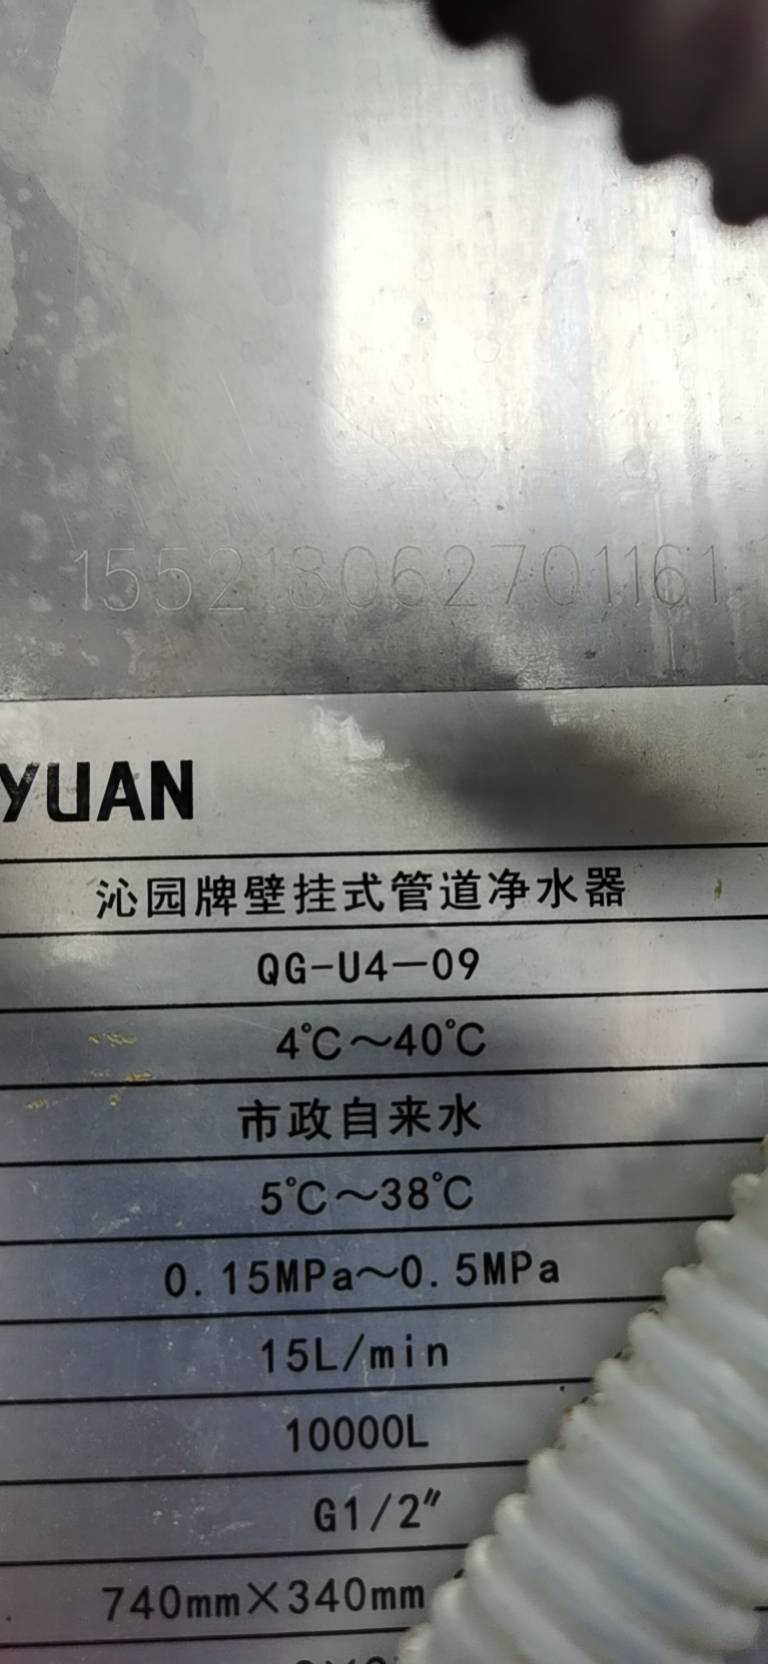 155218062701161
YUAN
沁园牌壁挂式管道净水器
QG-U4-09
4℃～40℃
市政自来水
5℃～38℃
0.15MPa～0.5MPa
15L/min
10000L
G1/2″
740mm×340mm